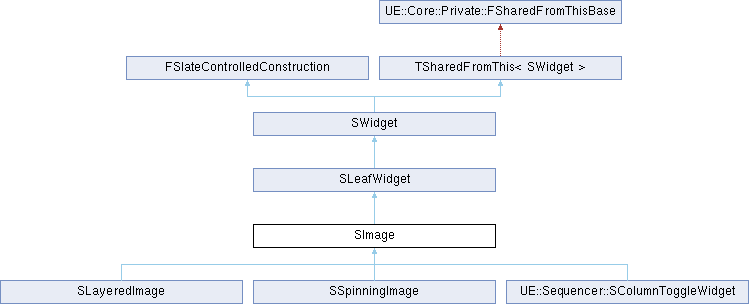 UE::Core::Private::FSharedFromThisBase
FSlateControlledConstruction
TSharedFromThis< SWidget >
SWidget
SLeafWidget
SImage
SLayeredImage
SSpinningImage
UE::Sequencer::SColumnToggleWidget